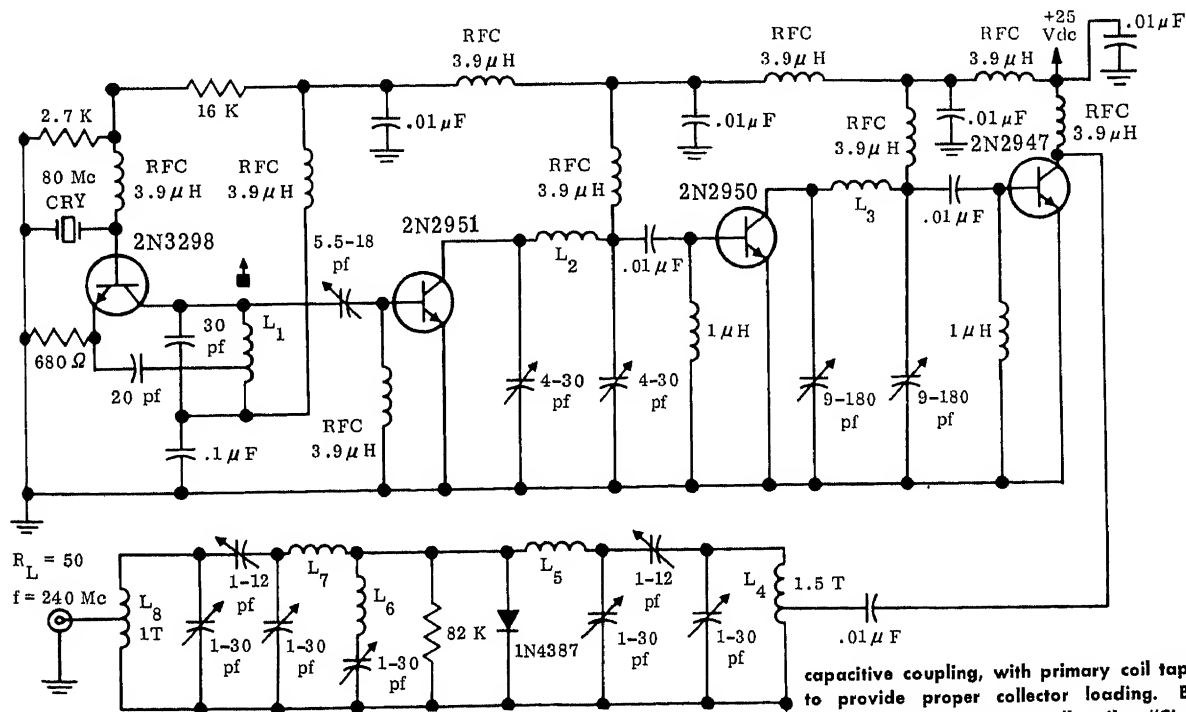 RFC
3.9 μH
RFC
3.9 μH
RFC
3.9 μH
+25
Vdc
.01 μF
2.7 K
16 K
.01 μF
.01 μF
.01 μF
RFC
3.9 μH
80 Mc
CRY
RFC
3.9 μH
RFC
3.9 μH
RFC
3.9 μH
RFC
3.9 μH
2N2947
2N3298
5.5-18
pf
2N2951
L2
.01 μF
2N2950
L3
.01 μF
30
pf
L1
680 Ω
20 pf
.1 μF
RFC
3.9 μH
4-30
pf
4-30
pf
1 μH
9-180
pf
9-180
pf
1 μH
RL = 50
f = 240 Mc
L8
1T
1-12
pf
L7
L6
1-30
pf
1-30
pf
1-30
pf
82 K
1N4387
L5
1-12
pf
1-30
pf
1-30
pf
L4
1.5 T
.01 μF
capacitive coupling, with primary coil tap
to provide proper collector loading.